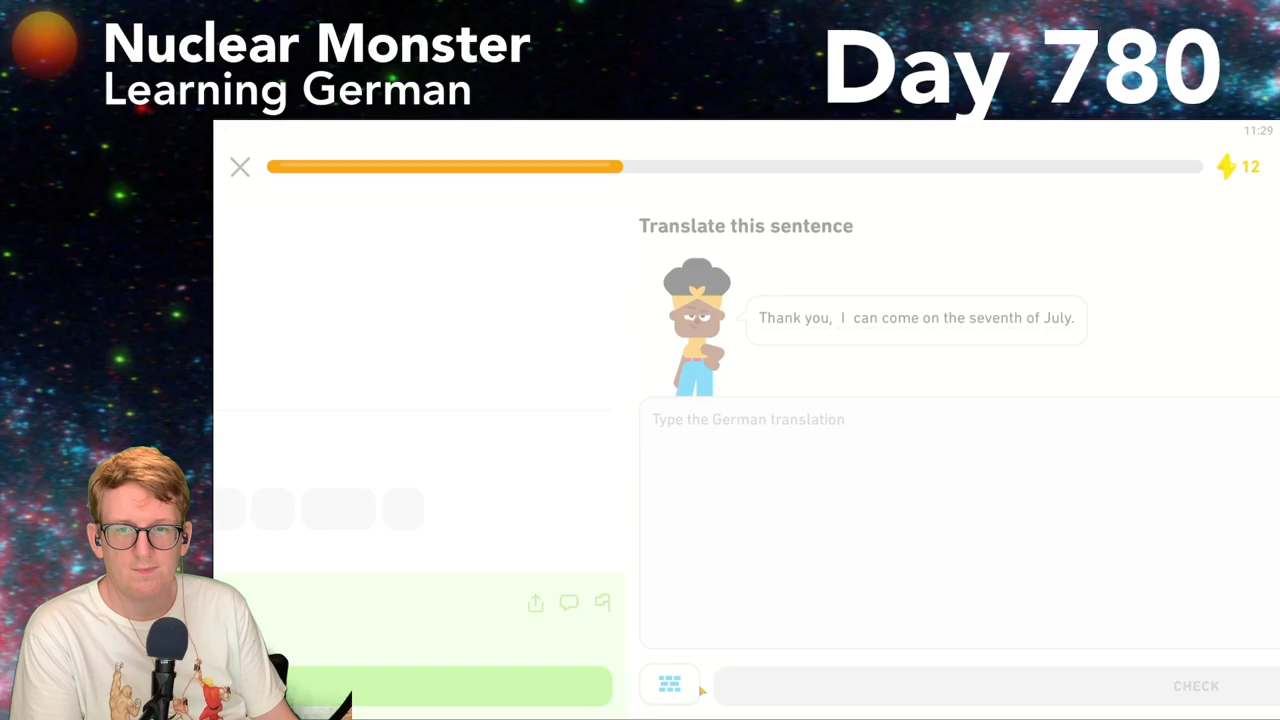 Nuclear Monster
Learning German
Day 780
11:29
12
Translate this sentence
Thank you, I can come on the seventh of July.
Type the German translation
CHECK